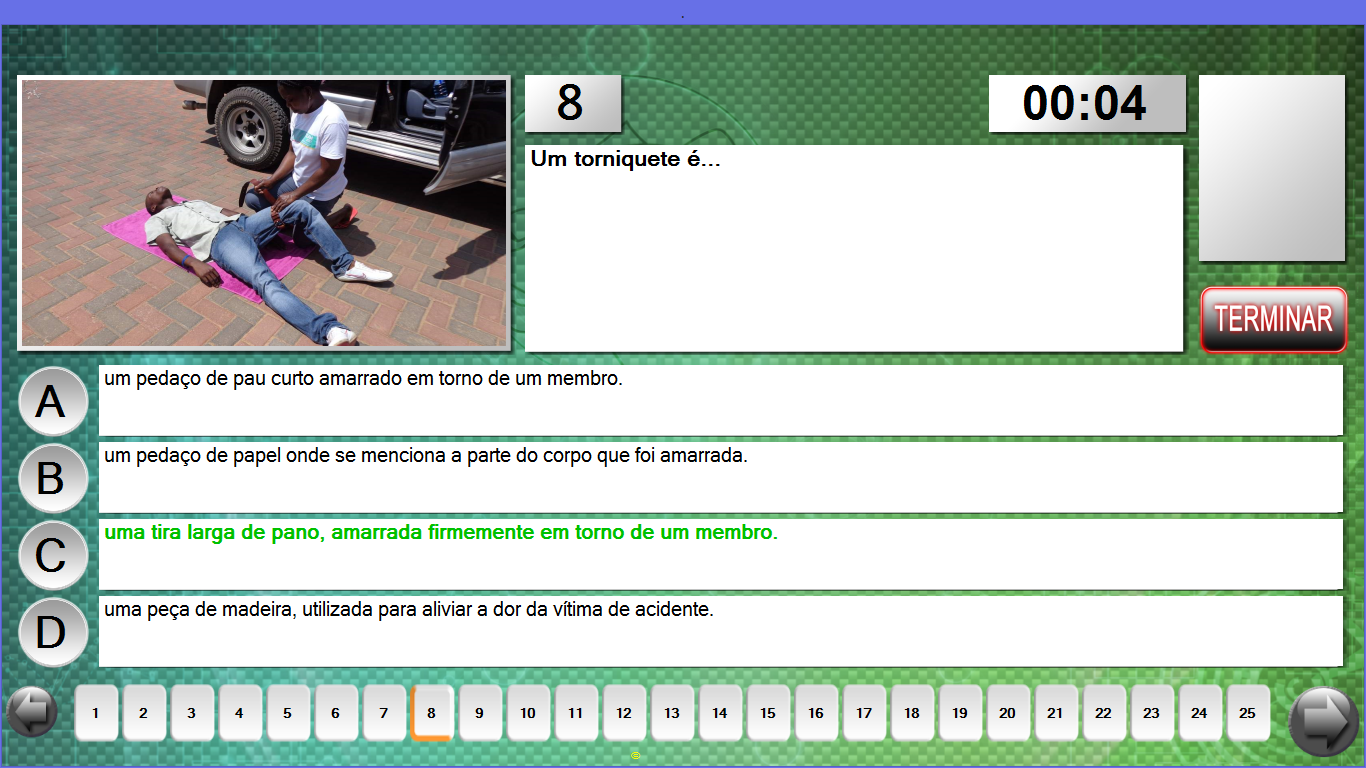 8
00:04
Um torniquete é...
TERMINAR
A
um pedaço de pau curto amarrado em torno de um membro.
B
um pedaço de papel onde se menciona a parte do corpo que foi amarrada.
C
uma tira larga de pano, amarrada firmemente em torno de um membro.
D
uma peça de madeira, utilizada para aliviar a dor da vítima de acidente.
1 2 3 4 5 6 7 8 9 10 11 12 13 14 15 16 17 18 19 20 21 22 23 24 25
©